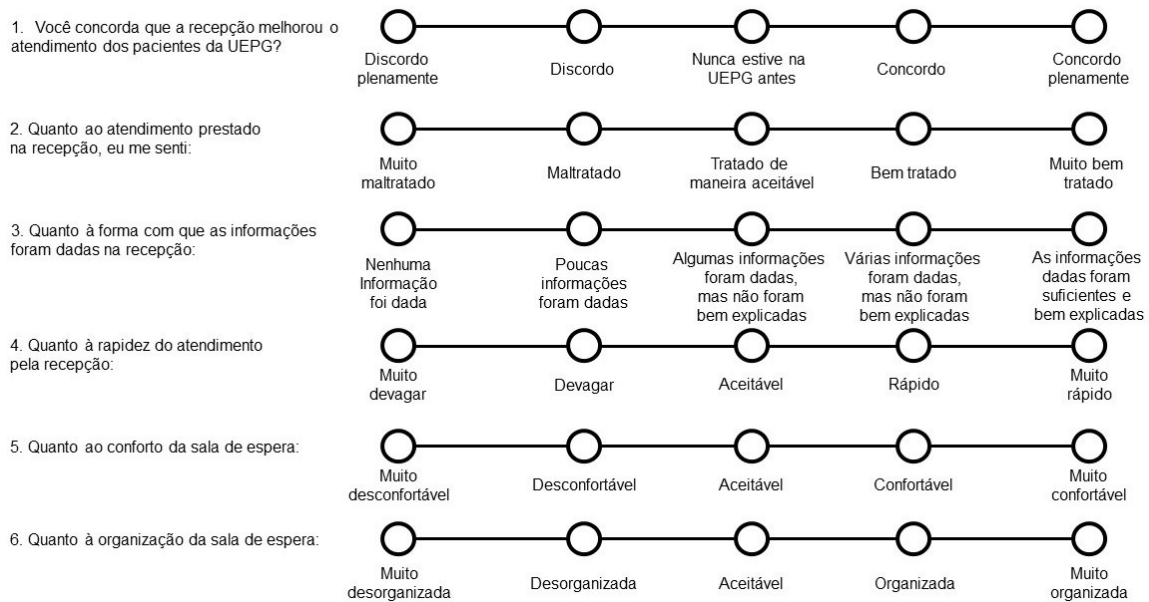 1. Você concorda que a recepção melhorou o
atendimento dos pacientes da UEPG?
Discordo
plenamente
Discordo
Nunca estive na
UEPG antes
Concordo
Concordo
plenamente
2. Quanto ao atendimento prestado
na recepção, eu me senti:
Muito
maltratado
Maltratado
Tratado de
maneira aceitável
Bem tratado
Muito bem
tratado
3. Quanto à forma com que as informações
foram dadas na recepção:
Nenhuma
Informação
foi dada
Poucas
informações
foram dadas
Algumas informações
foram dadas,
mas não foram
bem explicadas
Várias informações
foram dadas,
mas não foram
bem explicadas
As informações
dadas foram
suficientes e
bem explicadas
4. Quanto à rapidez do atendimento
pela recepção:
Muito
devagar
Devagar
Aceitável
Rápido
Muito
rápido
5. Quanto ao conforto da sala de espera:
Muito
desconfortável
Desconfortável
Aceitável
Confortável
Muito
confortável
6. Quanto à organização da sala de espera:
Muito
desorganizada
Desorganizada
Aceitável
Organizada
Muito
organizada